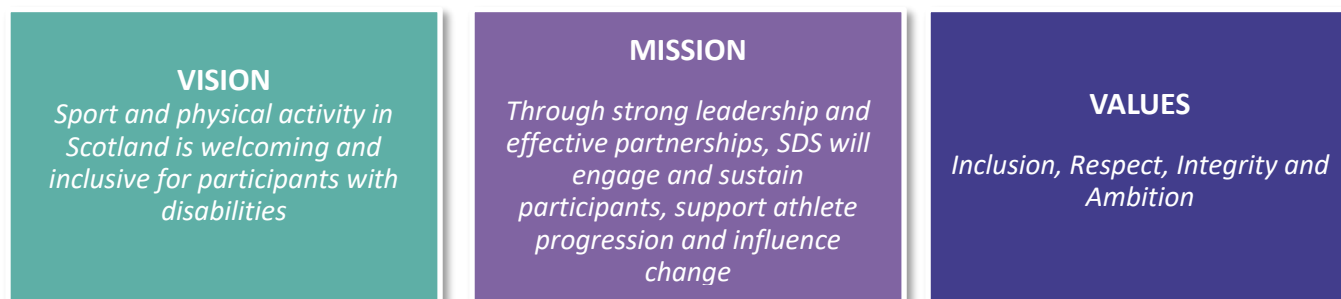 VISION
Sport and physical activity in
Scotland is welcoming and
inclusive for participants with
disabilities
MISSION
Through strong leadership and
effective partnerships, SDS will
engage and sustain
participants, support athlete
progression and influence
change
VALUES
Inclusion, Respect, Integrity and
Ambition